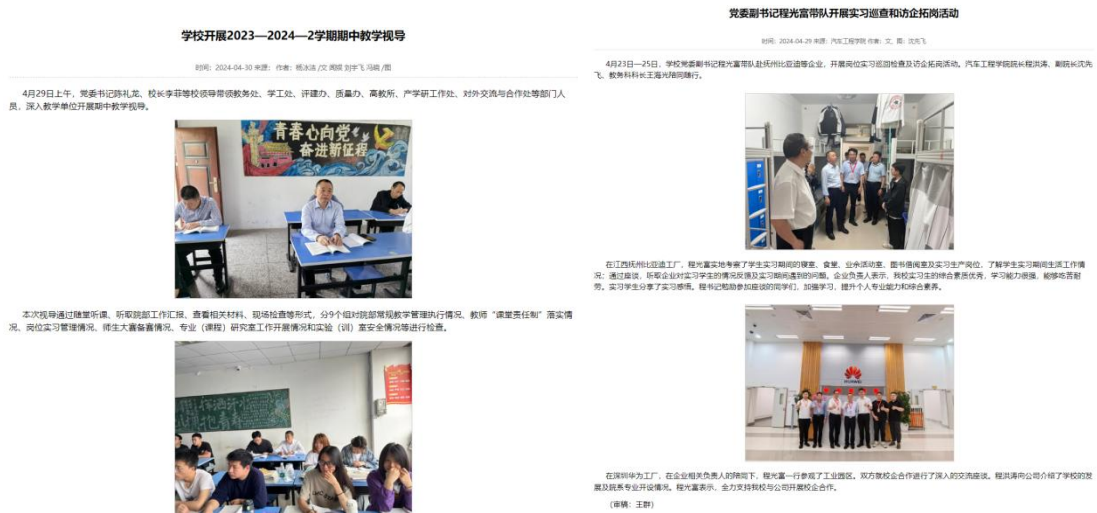 学校开展2023—2024—2学期期中教学视导
时间：2024-04-30 来源： 作者：杨冰洁 /文 周媛 刘宇飞 冯皓 /图
4月29日上午，党委书记陈礼龙、校长李菲等校领导带领教务处、学工处、评建办、质量办、高教所、产学研工作处、对外交流与合作处等部门人
员，深入教学单位开展期中教学视导。
青春心向党
奋进新征程
本次视导通过随堂听课、听取院部工作汇报、查看相关材料、现场检查等形式，分9个组对院部常规教学管理执行情况、教师“课堂责任制”落实情
况、岗位实习管理情况、师生大赛备赛情况、专业（课程）研究室工作开展情况和实验（训）室安全情况等进行检查。
党委副书记程光富带队开展实习巡查和访企拓岗活动
时间：2024-04-29 来源：汽车工程学院 作者：文、图：沈先飞
4月23日—25日，学校党委副书记程光富带队赴抚州比亚迪等企业，开展岗位实习巡回检查及访企拓岗活动。汽车工程学院院长程洪涛、副院长沈先
飞、教务科科长王海光陪同随行。
在江西抚州比亚迪工厂，程光富实地考察了学生实习期间的寝室、食堂、业余活动室、图书借阅室及实习生产岗位，了解学生实习期间生活工作情
况；通过座谈，听取企业对实习学生的情况反馈及实习期间遇到的问题。企业负责人表示，我校实习生的综合素质优秀，学习能力很强，能够吃苦耐
劳。实习学生分享了实习感悟。程书记勉励参加座谈的同学们，加强学习，提升个人专业能力和综合素养。
HUAWEI
在深圳华为工厂，在企业相关负责人的陪同下，程光富一行参观了工业园区。双方就校企合作进行了深入的交流座谈。程洪涛向公司介绍了学校的发
展及院系专业开设情况。程光富表示，全力支持我校与公司开展校企合作。
（审稿：王群）